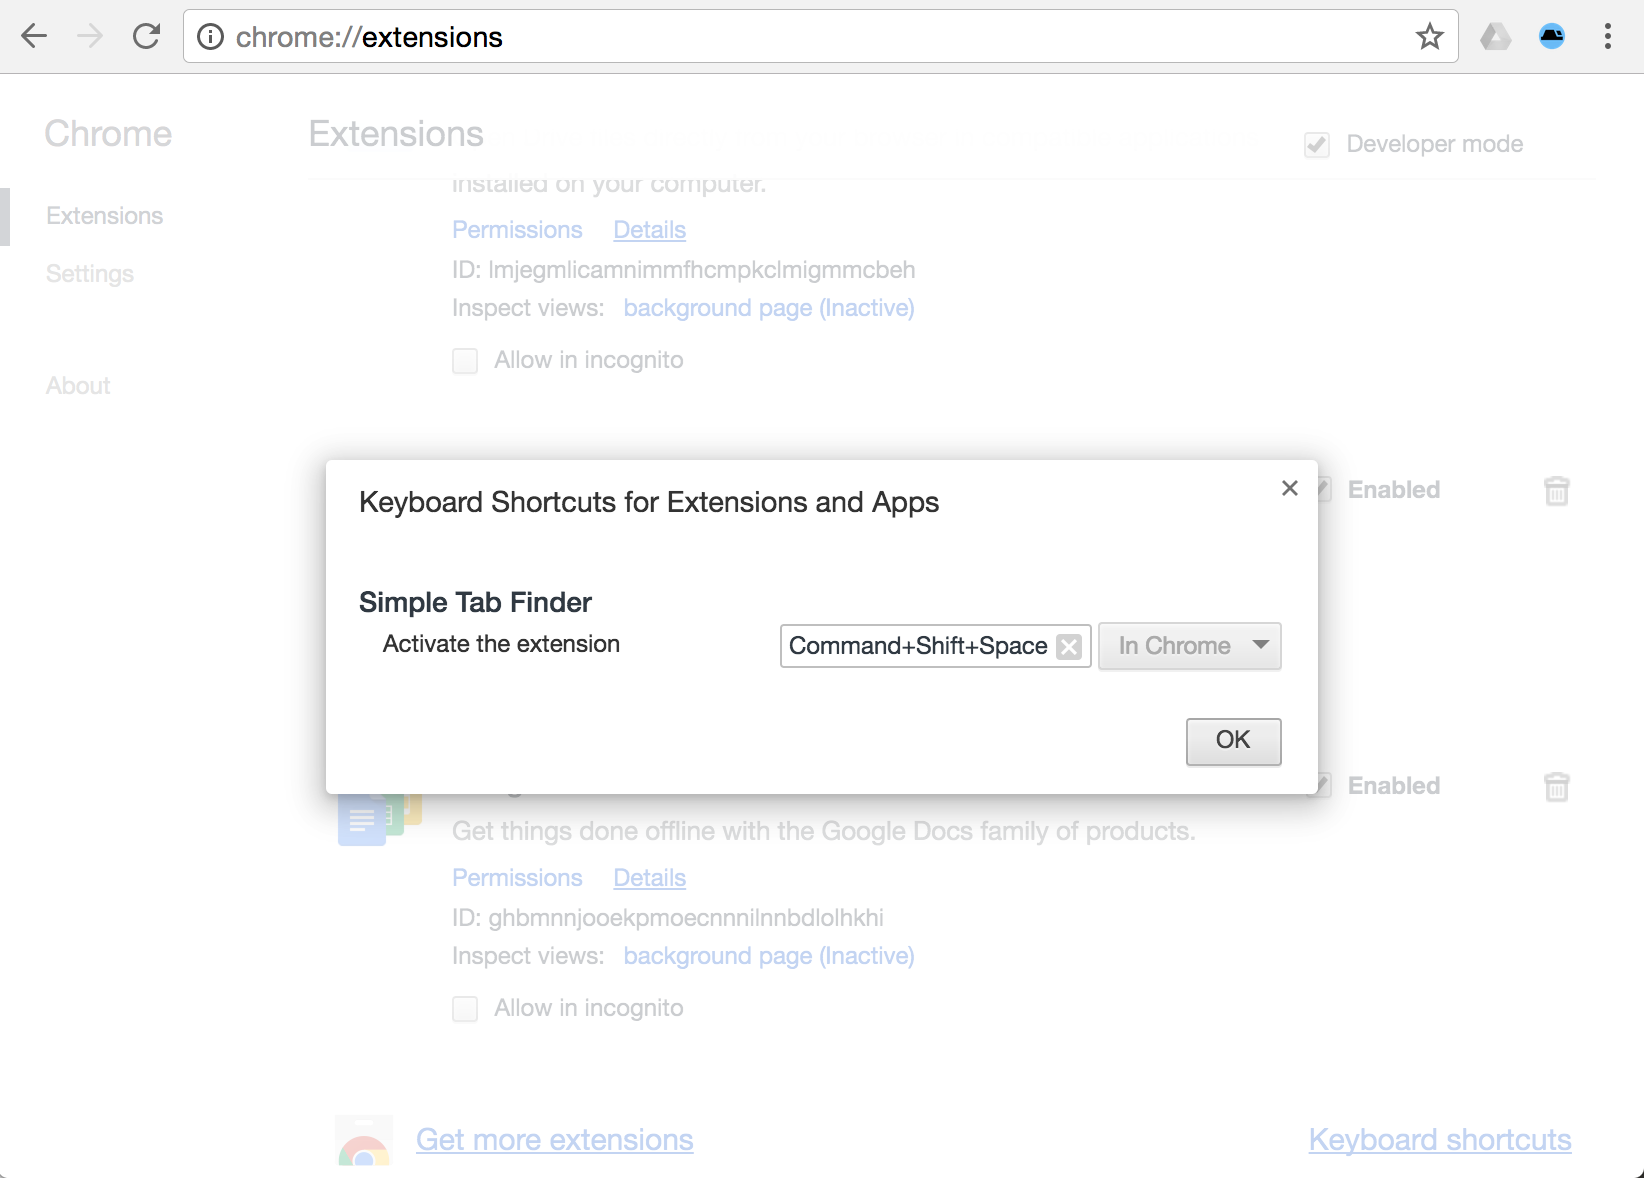 chrome://extensions
Chrome
Extensions
Developer mode
Extensions
Settings
About
installed on your computer.
Permissions Details
ID: lmjegmlicamnimmfhcmpkclmigmmcbeh
Inspect views: background page (Inactive)
Allow in incognito
Enabled
Keyboard Shortcuts for Extensions and Apps
Simple Tab Finder
Activate the extension
Command+Shift+Space
In Chrome
OK
Enabled
Get things done offline with the Google Docs family of products.
Permissions Details
ID: ghbmnnjooekpmoecnnnilnnbdlolhkhi
Inspect views: background page (Inactive)
Allow in incognito
Get more extensions
Keyboard shortcuts